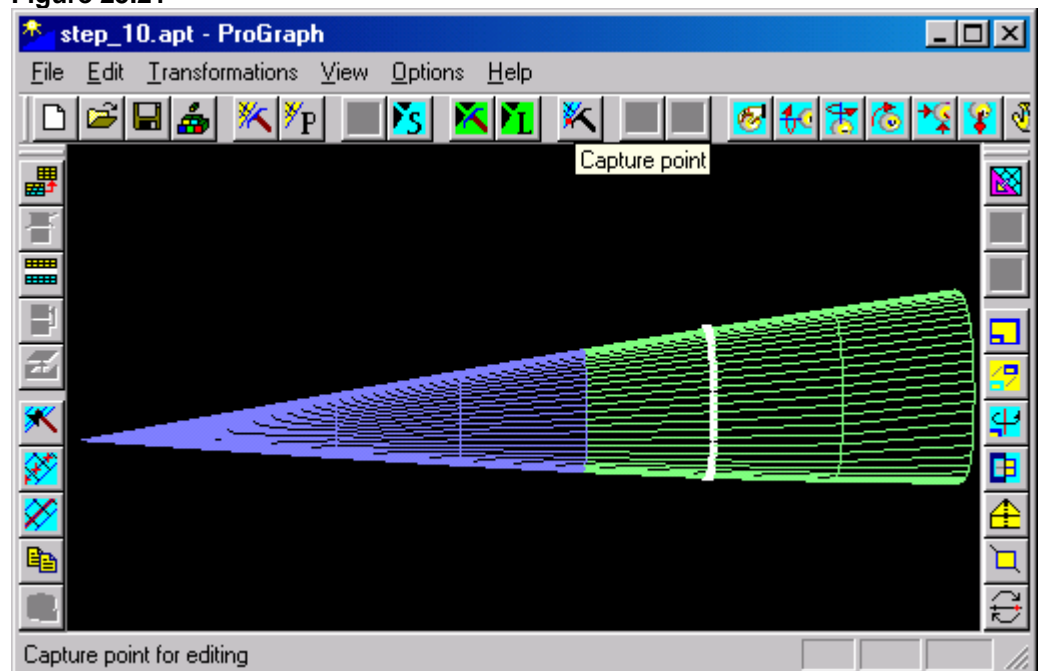 step_10.apt - ProGraph
File Edit Transformations View Options Help
P S L
Capture point
Capture point for editing